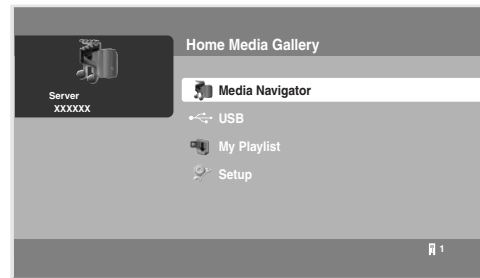 Home Media Gallery
Server
XXXXXX
Media Navigator
USB
My Playlist
Setup
1